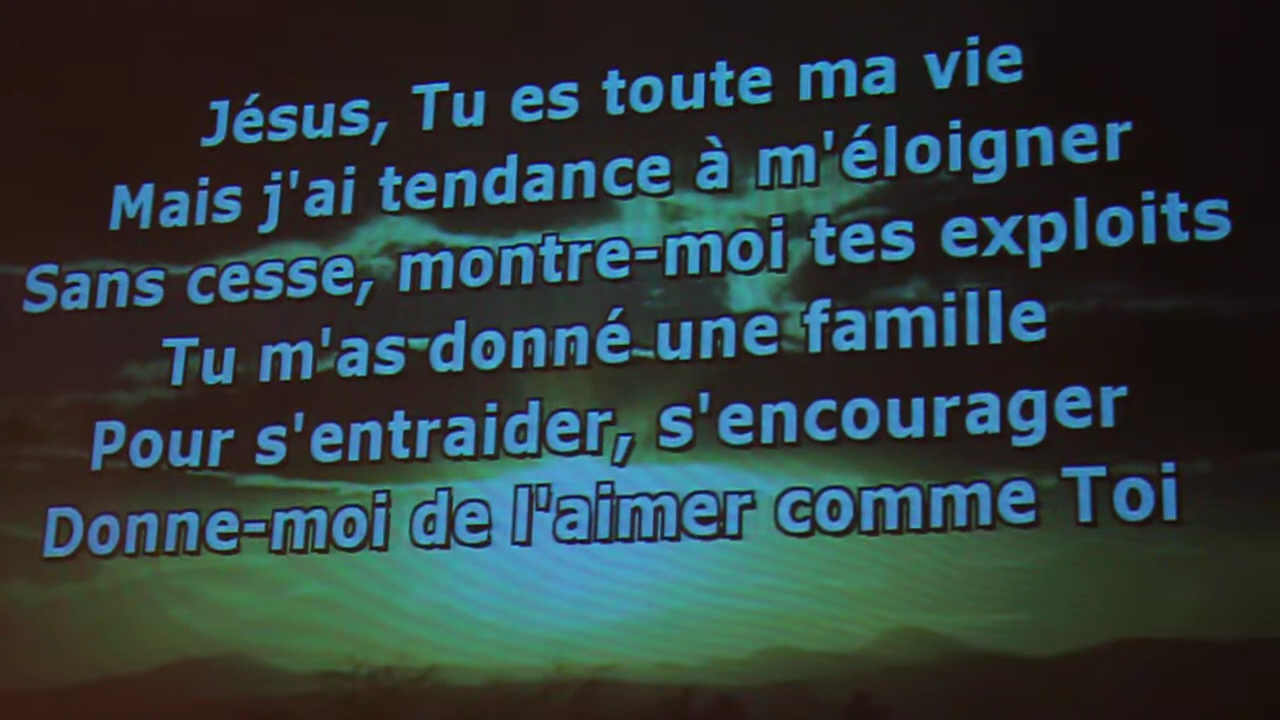 Jésus, Tu es toute ma vie
Mais j'ai tendance à m'éloigner
Sans cesse, montre-moi tes exploits
Tu m'as donné une famille
Pour s'entraider, s'encourager
Donne-moi de l'aimer comme Toi